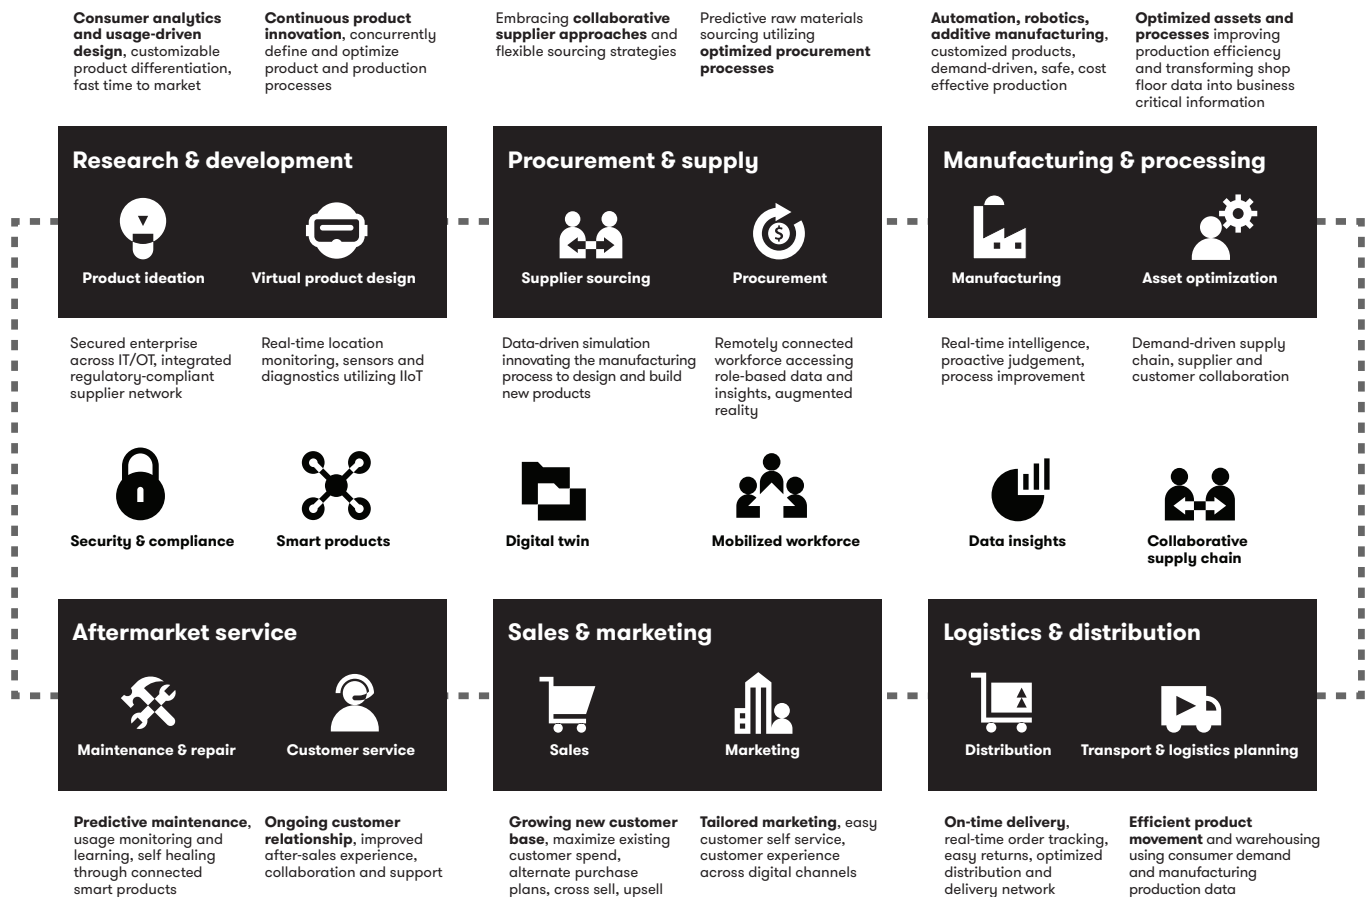 Consumer analytics
and usage-driven
design, customizable
product differentiation,
fast time to market
Continuous product
innovation, concurrently
define and optimize
product and production
processes
Embracing collaborative
supplier approaches and
flexible sourcing strategies
Predictive raw materials
sourcing utilizing
optimized procurement
processes
Automation, robotics,
additive manufacturing,
customized products,
demand-driven, safe, cost
effective production
Optimized assets and
processes improving
production efficiency
and transforming shop
floor data into business
critical information
Research & development
Product ideation
Virtual product design
Procurement & supply
$
Supplier sourcing
Procurement
Manufacturing & processing
Manufacturing
Asset optimization
Secured enterprise
across IT/OT, integrated
regulatory-compliant
supplier network
Real-time location
monitoring, sensors and
diagnostics utilizing IIoT
Data-driven simulation
innovating the manufacturing
process to design and build
new products
Remotely connected
workforce accessing
role-based data and
insights, augmented
reality
Real-time intelligence,
proactive judgement,
process improvement
Demand-driven supply
chain, supplier and
customer collaboration
Security & compliance
Smart products
Digital twin
Mobilized workforce
Data insights
Collaborative
supply chain
Aftermarket service
Maintenance & repair
Customer service
Sales & marketing
Sales
Marketing
Logistics & distribution
Distribution
Transport & logistics planning
Predictive maintenance,
usage monitoring and
learning, self healing
through connected
smart products
Ongoing customer
relationship, improved
after-sales experience,
collaboration and support
Growing new customer
base, maximize existing
customer spend,
alternate purchase
plans, cross sell, upsell
Tailored marketing, easy
customer self service,
customer experience
across digital channels
On-time delivery,
real-time order tracking,
easy returns, optimized
distribution and
delivery network
Efficient product
movement and warehousing
using consumer demand
and manufacturing
production data